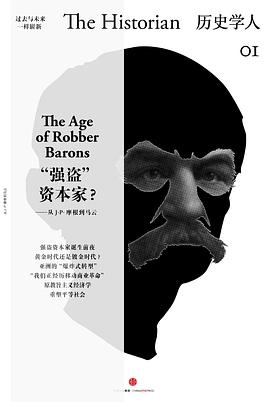 过去与未来
一样崭新
The Historian 历史学人
01
The Age
of Robber
Barons
“强盗”
资本家？
——从J·P·摩根到马云
强盗资本家诞生前夜
黄金时代还是镀金时代？
亚洲的“爆炸式转型”
“我们正经历移动商业革命”
原教旨主义经济学
重塑平等社会